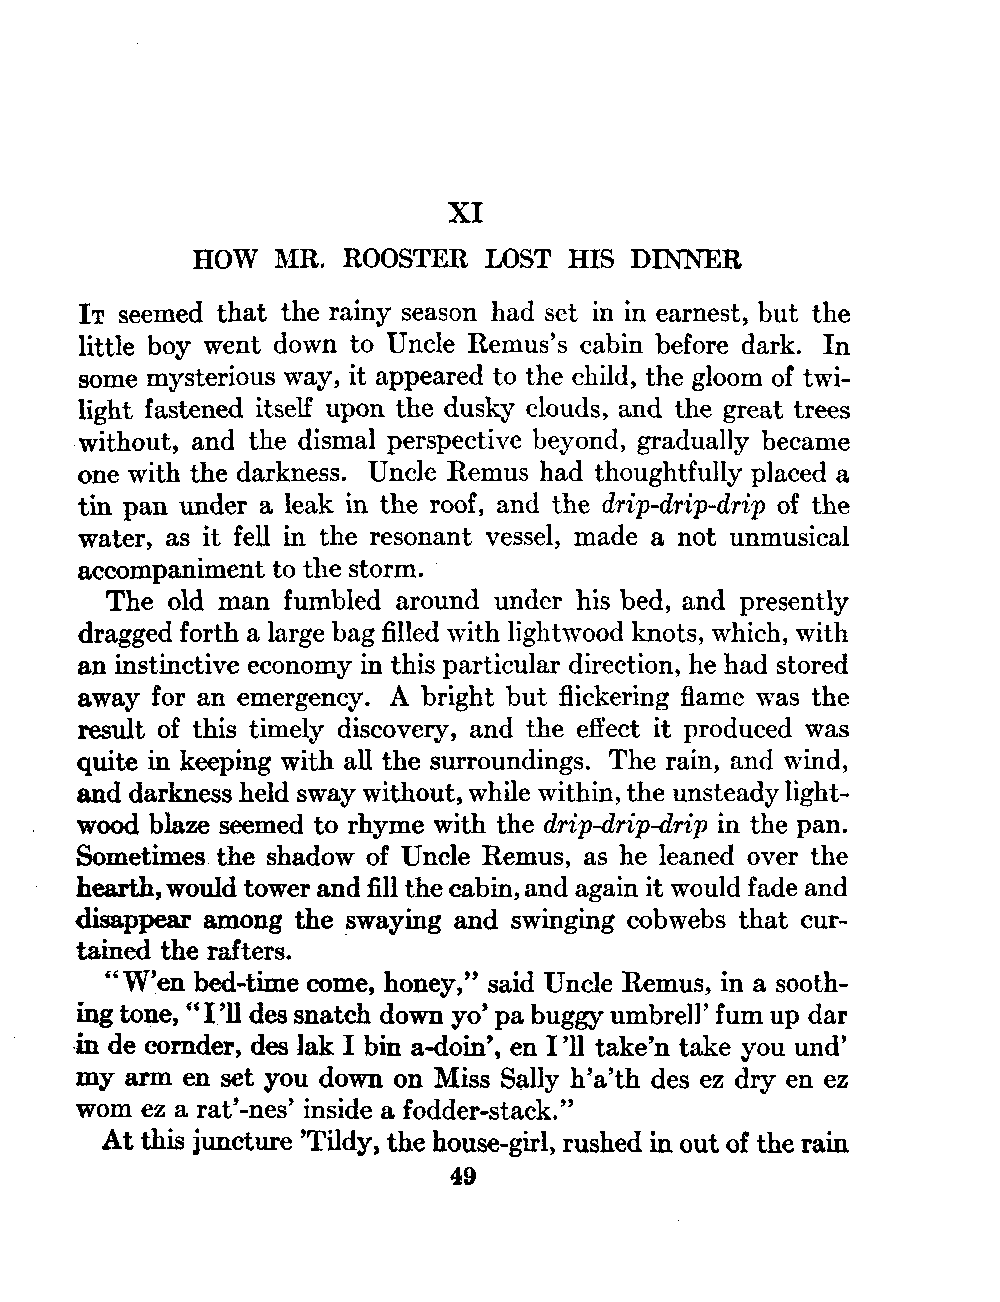 XI
HOW MR. ROOSTER LOST HIS DINNER
IT seemed that the rainy season had set in in earnest, but the
little boy went down to Uncle Remus's cabin before dark. In
some mysterious way, it appeared to the child, the gloom of twi-
light fastened itself upon the dusky clouds, and the great trees
without, and the dismal perspective beyond, gradually became
one with the darkness. Uncle Remus had thoughtfully placed a
tin pan under a leak in the roof, and the drip-drip-drip of the
water, as it fell in the resonant vessel, made a not unmusical
accompaniment to the storm.
The old man fumbled around under his bed, and presently
dragged forth a large bag filled with lightwood knots, which, with
an instinctive economy in this particular direction, he had stored
away for an emergency. A bright but flickering flame was the
result of this timely discovery, and the effect it produced was
quite in keeping with all the surroundings. The rain, and wind,
and darkness held sway without, while within, the unsteady light-
wood blaze seemed to rhyme with the drip-drip-drip in the pan.
Sometimes the shadow of Uncle Remus, as he leaned over the
hearth, would tower and fill the cabin, and again it would fade and
disappear among the swaying and swinging cobwebs that cur-
tained the rafters.
"W'en bed-time come, honey," said Uncle Remus, in a sooth-
ing tone, "I'll des snatch down yo' pa buggy umbrell' fum up dar
in de cornder, des lak I bin a-doin', en I'll take'n take you und'
my arm en set you down on Miss Sally h'a'th des ez dry en ez
wom ez a rat'-nes' inside a fodder-stack."
At this juncture 'Tildy, the house-girl, rushed in out of the rain
49